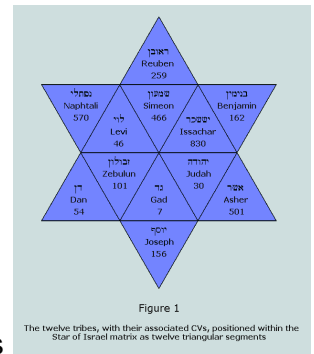 ראובן
Reuben
259
נפתלי
Naphtali
570
שמעון
Simeon
466
בנימין
Benjamin
162
לוי
Levi
46
יששכר
Issachar
830
זבולון
Zebulun
101
יהודה
Judah
30
דן
Dan
54
גד
Gad
7
אשר
Asher
501
יוסף
Joseph
156
Figure 1
The twelve tribes, with their associated CVs, positioned within the
Star of Israel matrix as twelve triangular segments
s